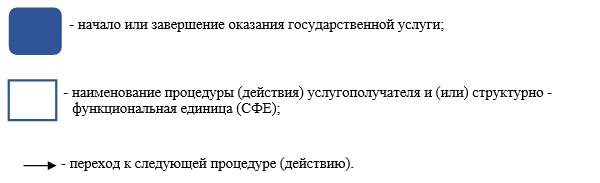 - начало или завершение оказания государственной услуги;
- наименование процедуры (действия) услугополучателя и (или) структурно -
функциональная единица (СФЕ);
- переход к следующей процедуре (действию).